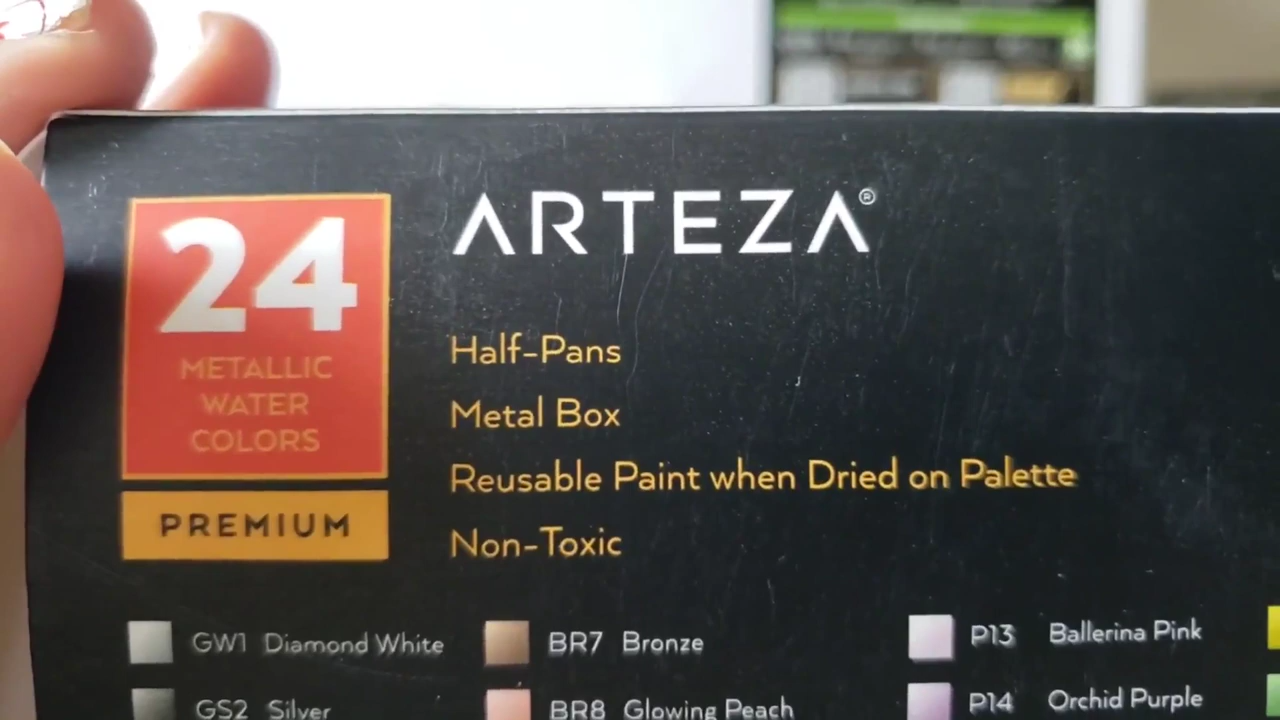 ARTEZA®
24
METALLIC
WATER
COLORS
PREMIUM
Half-Pans
Metal Box
Reusable Paint when Dried on Palette
Non-Toxic
GW1 Diamond White
BR7 Bronze
P13 Ballerina Pink
GS2 Silver
BR8 Glowing Peach
P14 Orchid Purple